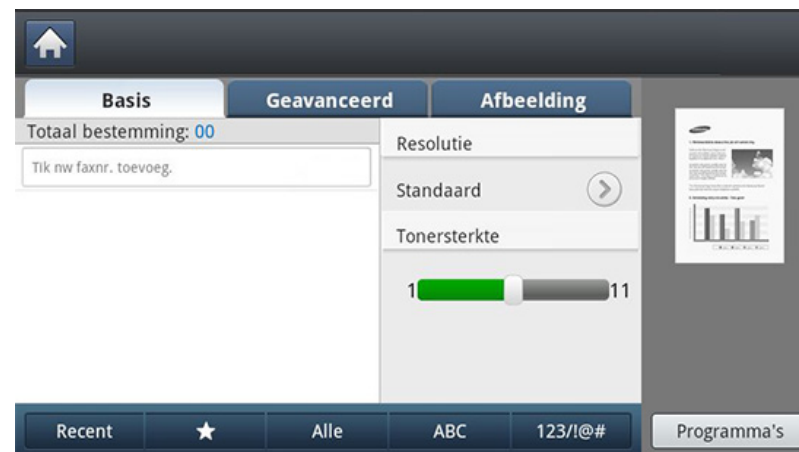 Basis
Geavanceerd
Afbeelding
Totaal bestemming: 00
Tik nw faxnr. toevoeg.
Resolutie
Standaard
Tonersterkte
1
11
Recent
Alle
ABC
123/!@#
Programma's